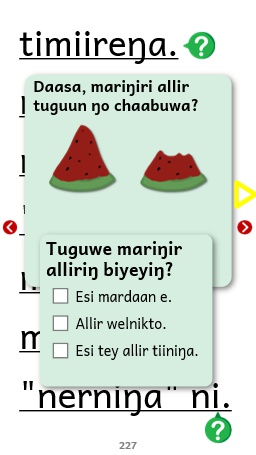 timiireŋa.
Daasa, mariŋiri allir
tuguun ŋo chaabuwa?
Tuguwe mariŋir
alliriŋ biyeyiŋ?
Esi mardaan e.
Allir welnikto.
Esi tey allir tiiniŋa.
"nerniŋa" ni.
227